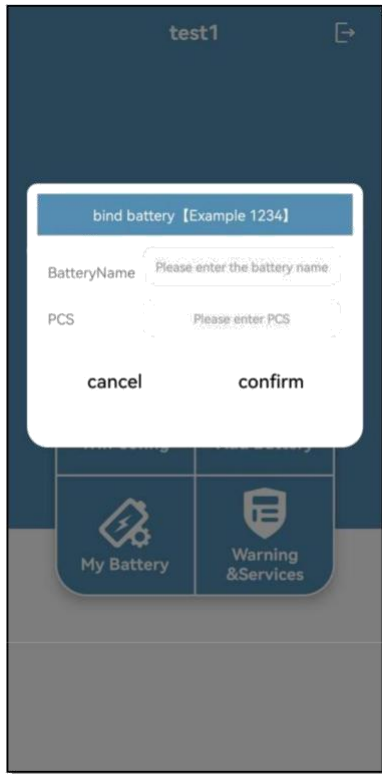 test1
bind battery【Example 1234】
BatteryName
Please enter the battery name
PCS
Please enter PCS
cancel
confirm
My Battery
Warning
&Services